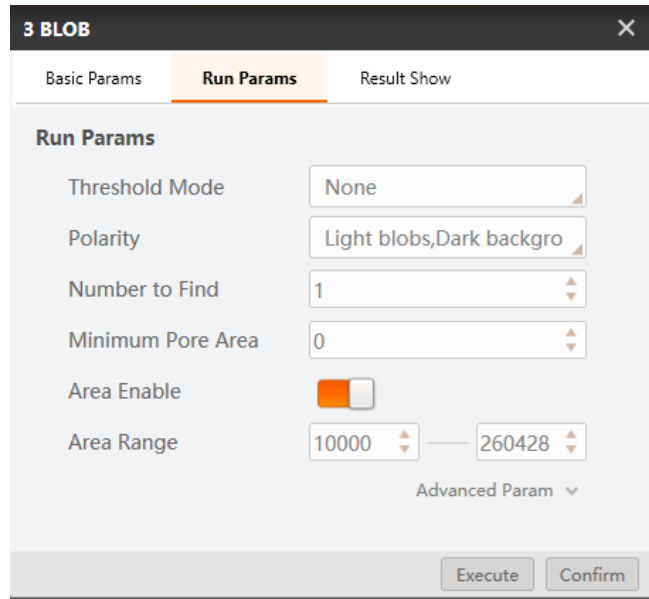 3 BLOB
Basic Params Run Params Result Show
Run Params
Threshold Mode None
Polarity Light blobs,Dark backgro
Number to Find 1
Minimum Pore Area 0
Area Enable
Area Range 10000 260428
Advanced Param
Execute Confirm